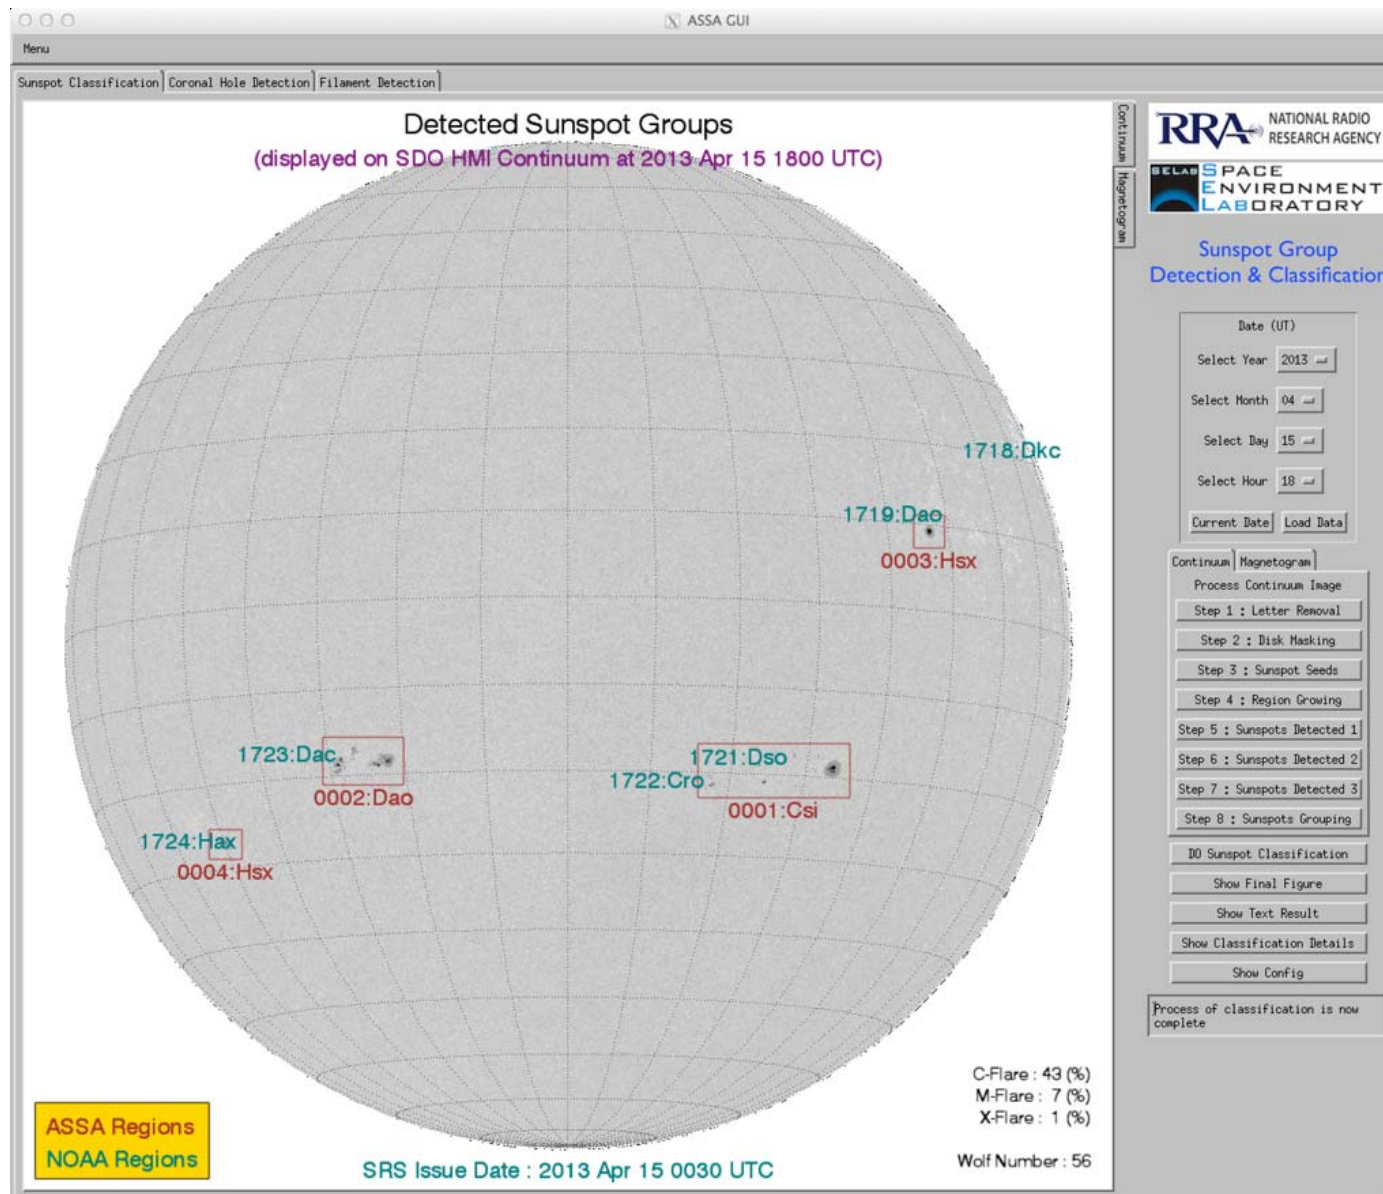 ASSA GUI
Menu
Sunspot Classification
Coronal Hole Detection
Filament Detection
Detected Sunspot Groups
(displayed on SDO HMI Continuum at 2013 Apr 15 1800 UTC)
Continuum
Magnetogram
1718:Dkc
1719:Dao
0003:Hsx
1723:Dac
0002:Dao
1721:Dso
1722:Cro
0001:Csi
1724:Hax
0004:Hsx
C-Flare : 43 (%)
M-Flare : 7 (%)
X-Flare : 1 (%)
Wolf Number : 56
ASSA Regions
NOAA Regions
SRS Issue Date : 2013 Apr 15 0030 UTC
RRA NATIONAL RADIO
RESEARCH AGENCY
SELAB SPACE
ENVIRONMENT
LABORATORY
Sunspot Group
Detection & Classification
Date (UT)
Select Year 2013
Select Month 04
Select Day 15
Select Hour 18
Current Date Load Data
Continuum Magnetogram
Process Continuum Image
Step 1 : Letter Removal
Step 2 : Disk Masking
Step 3 : Sunspot Seeds
Step 4 : Region Growing
Step 5 : Sunspots Detected 1
Step 6 : Sunspots Detected 2
Step 7 : Sunspots Detected 3
Step 8 : Sunspots Grouping
DO Sunspot Classification
Show Final Figure
Show Text Result
Show Classification Details
Show Config
Process of classification is now
complete